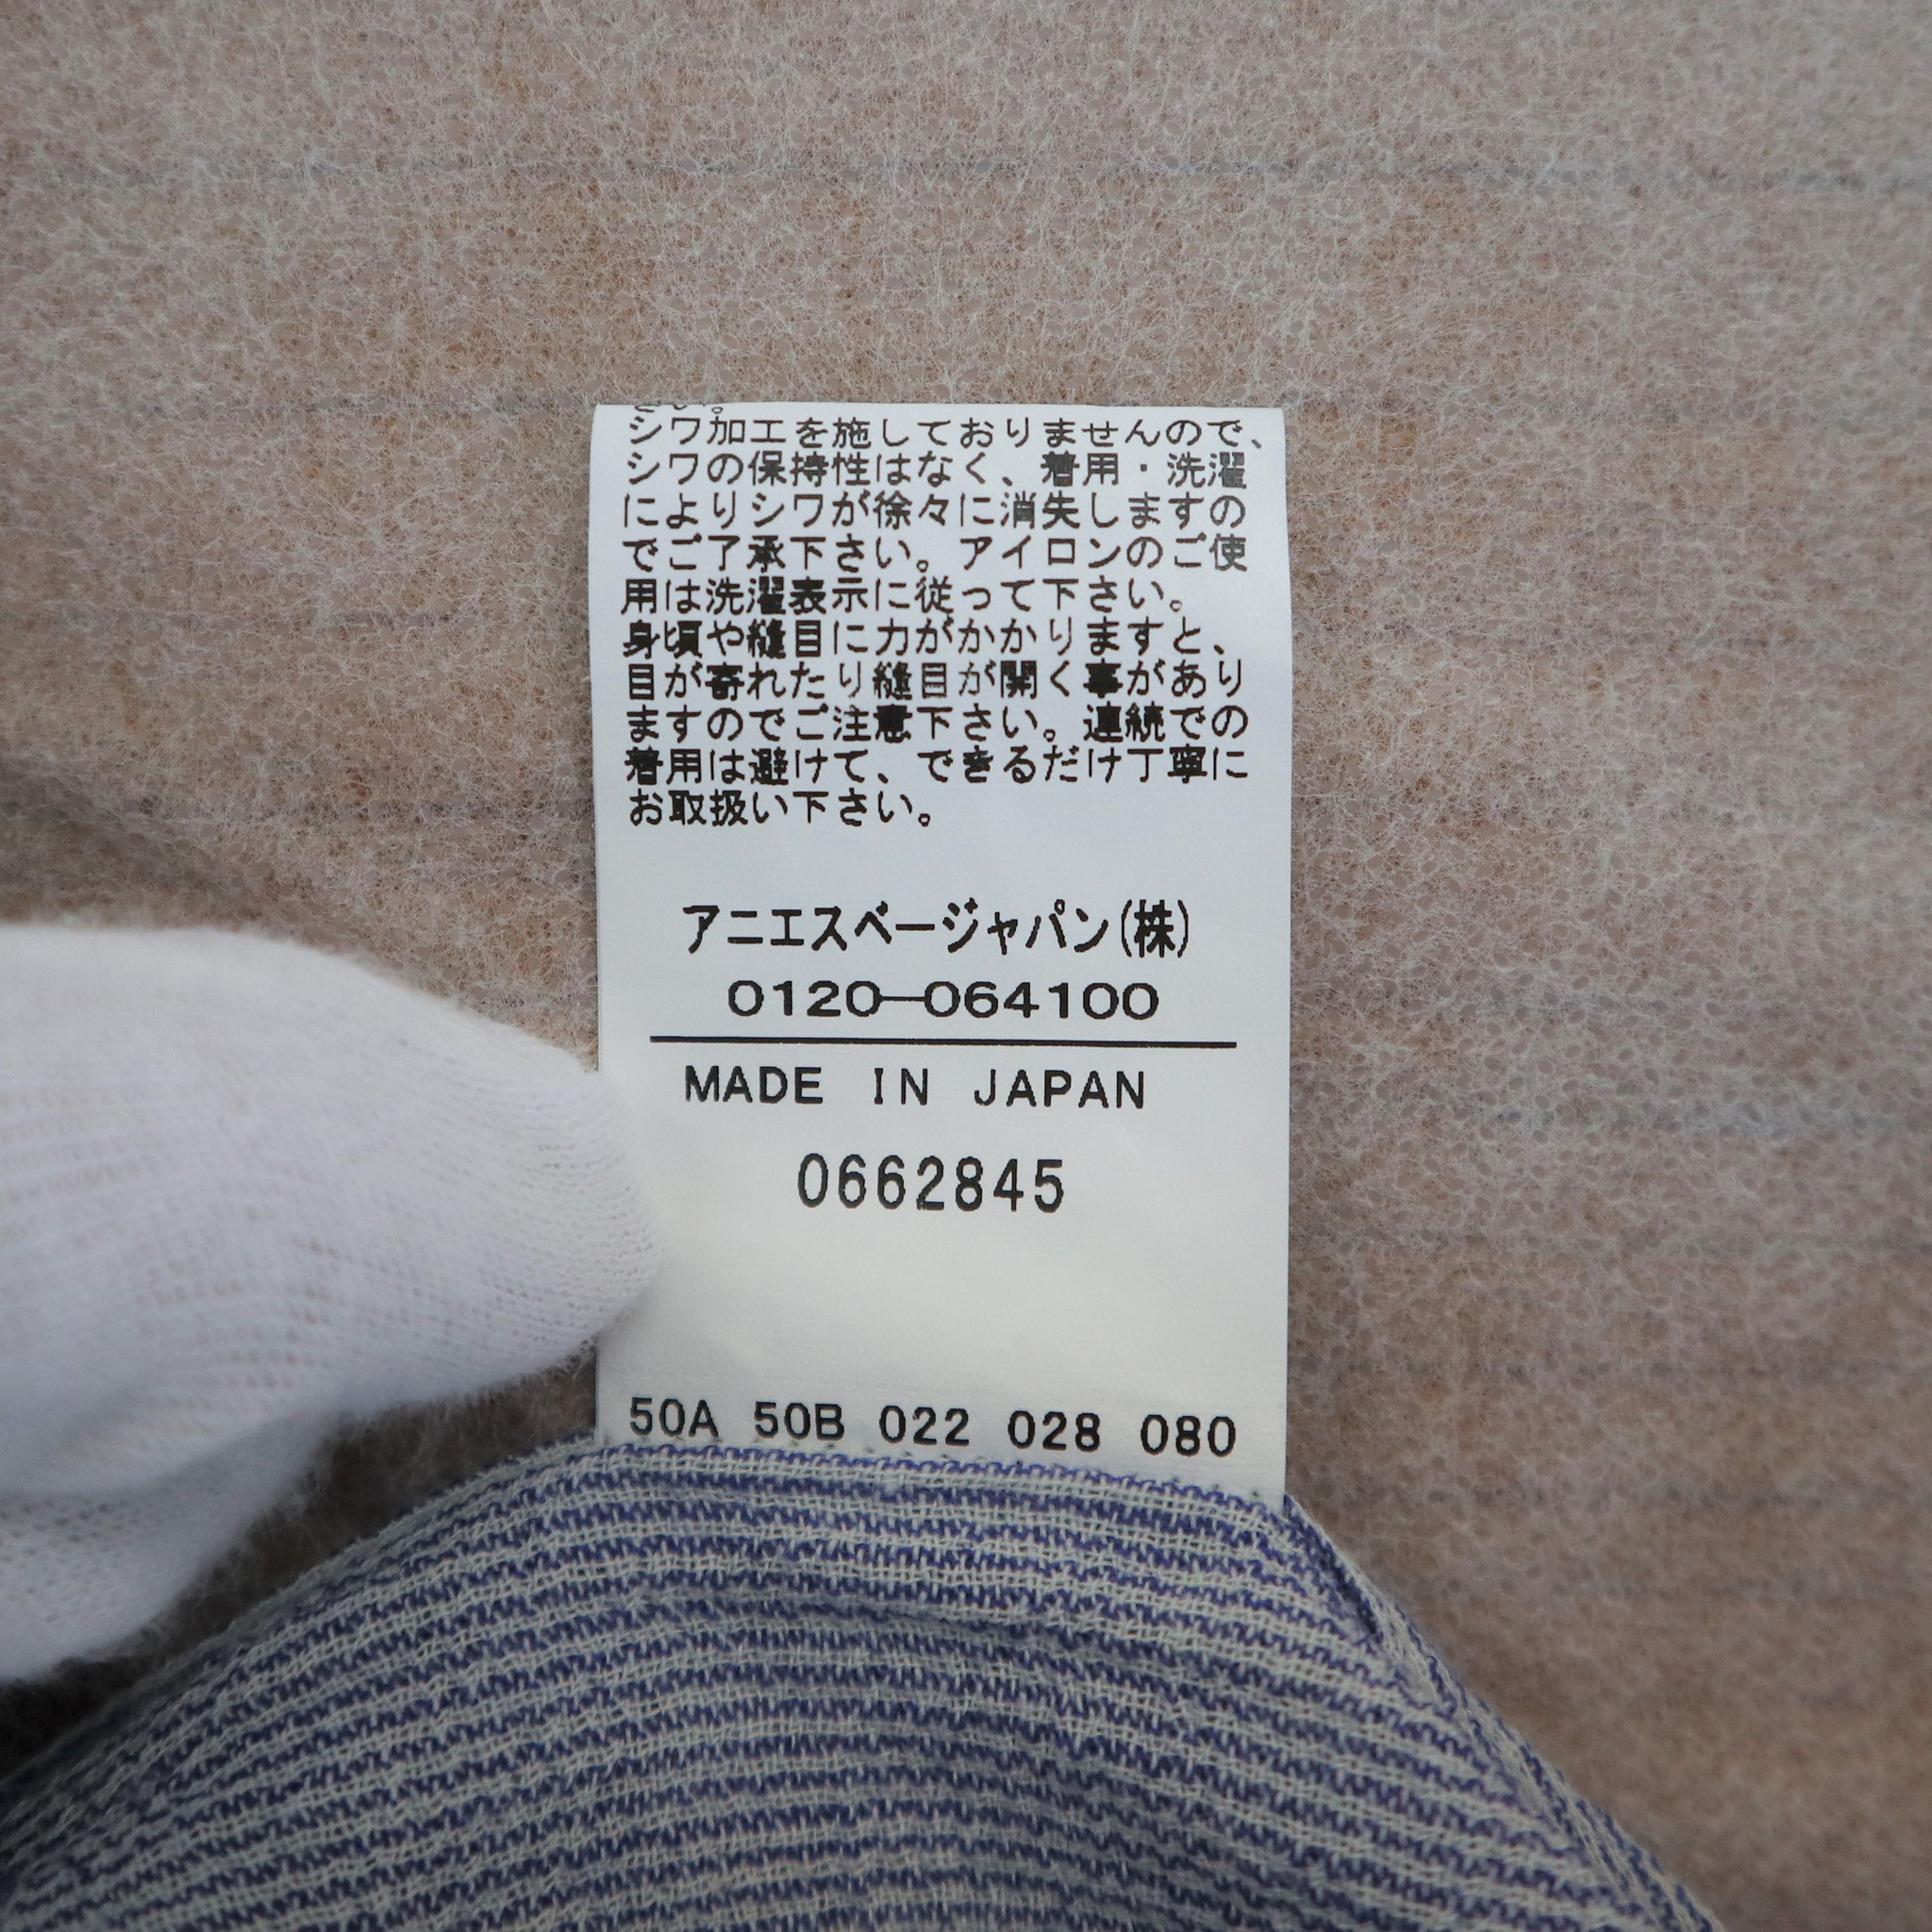 さい。
シワ加工を施しておりませんので、
シワの保持性はなく、着用・洗濯
によりシワが徐々に消失しますの
でご了承下さい。アイロンのご使
用は洗濯表示に従って下さい。
身頃や縫目に力がかかりますと、
目が寄れたり縫目が開く事があり
ますのでご注意下さい。連続での
着用は避けて、できるだけ丁寧に
お取扱い下さい。
アニエスベージャパン(株)
0120—064100
MADE IN JAPAN
0662845
50A 50B 022 028 080